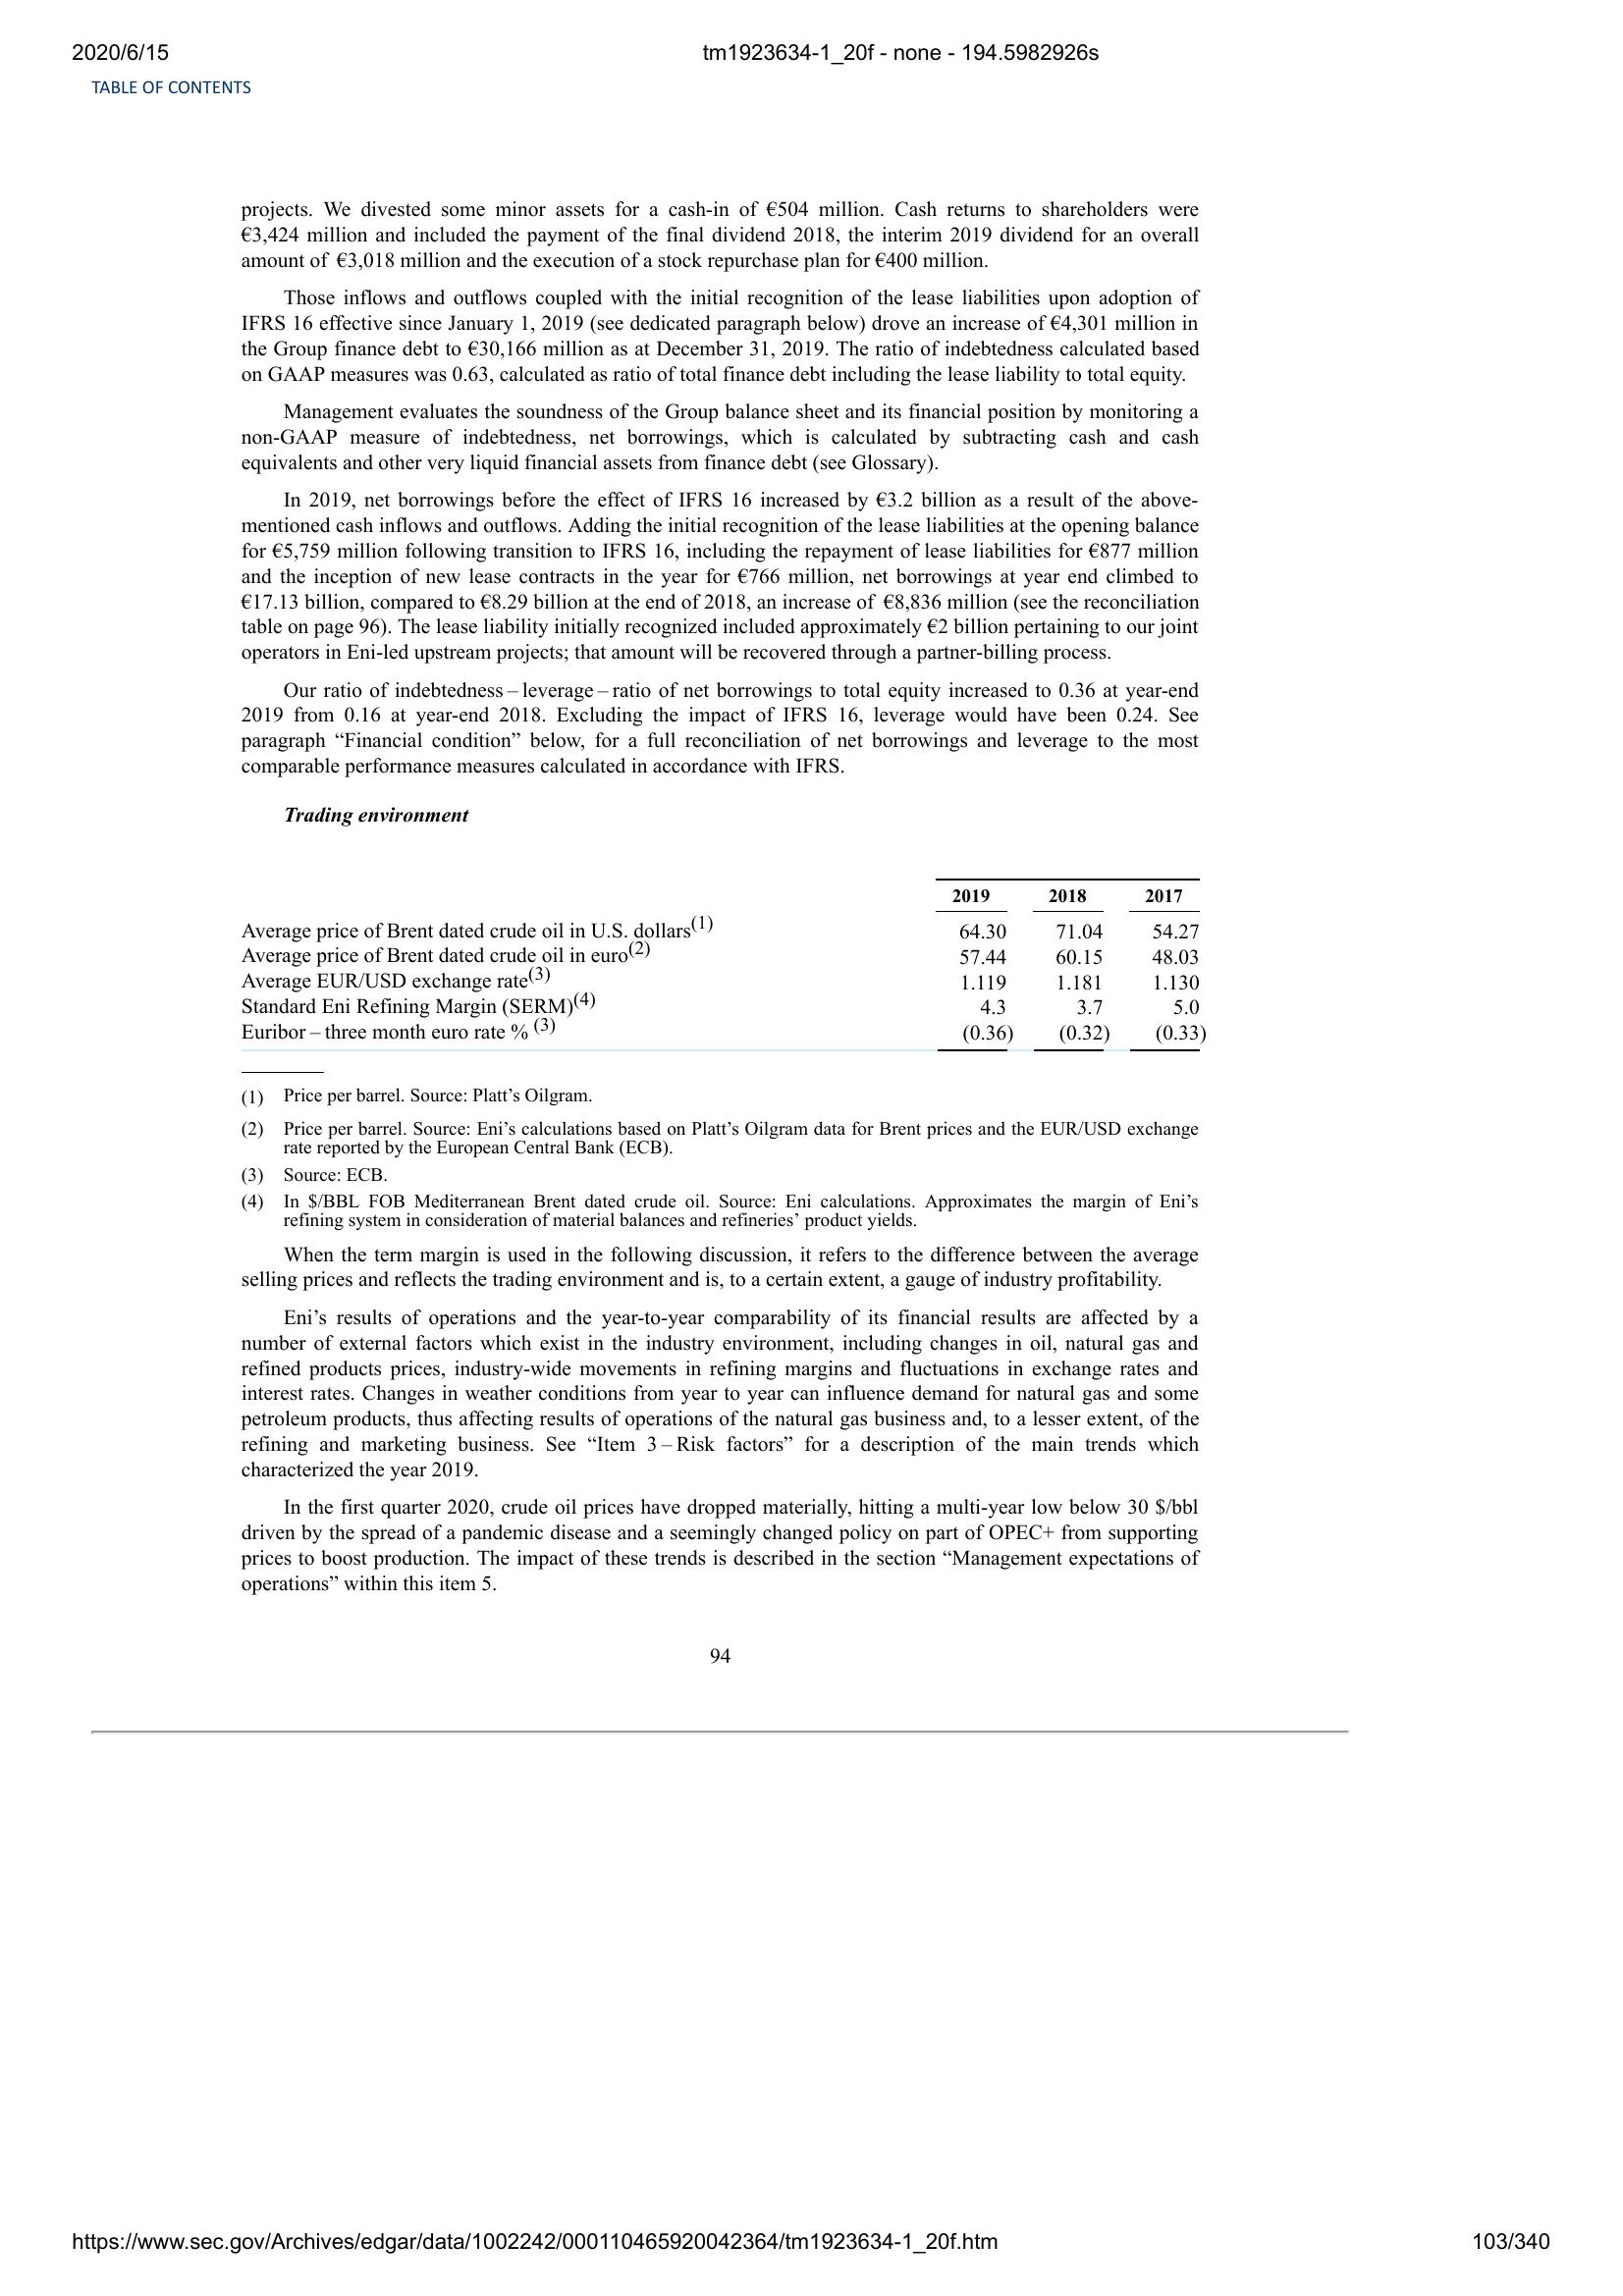 2020/6/15 tm1923634-1_20f - none - 194.5982926s
TABLE OF CONTENTS
projects. We divested some minor assets for a cash-in of €504 million. Cash returns to shareholders were
€3,424 million and included the payment of the final dividend 2018, the interim 2019 dividend for an overall
amount of €3,018 million and the execution of a stock repurchase plan for €400 million.
Those inflows and outflows coupled with the initial recognition of the lease liabilities upon adoption of
IFRS 16 effective since January 1, 2019 (see dedicated paragraph below) drove an increase of €4,301 million in
the Group finance debt to €30,166 million as at December 31, 2019. The ratio of indebtedness calculated based
on GAAP measures was 0.63, calculated as ratio of total finance debt including the lease liability to total equity.
Management evaluates the soundness of the Group balance sheet and its financial position by monitoring a
non-GAAP measure of indebtedness, net borrowings, which is calculated by subtracting cash and cash
equivalents and other very liquid financial assets from finance debt (see Glossary).
In 2019, net borrowings before the effect of IFRS 16 increased by €3.2 billion as a result of the above-
mentioned cash inflows and outflows. Adding the initial recognition of the lease liabilities at the opening balance
for €5,759 million following transition to IFRS 16, including the repayment of lease liabilities for €877 million
and the inception of new lease contracts in the year for €766 million, net borrowings at year end climbed to
€17.13 billion, compared to €8.29 billion at the end of 2018, an increase of €8,836 million (see the reconciliation
table on page 96). The lease liability initially recognized included approximately €2 billion pertaining to our joint
operators in Eni-led upstream projects; that amount will be recovered through a partner-billing process.
Our ratio of indebtedness – leverage – ratio of net borrowings to total equity increased to 0.36 at year-end
2019 from 0.16 at year-end 2018. Excluding the impact of IFRS 16, leverage would have been 0.24. See
paragraph “Financial condition” below, for a full reconciliation of net borrowings and leverage to the most
comparable performance measures calculated in accordance with IFRS.
Trading environment
2019 2018 2017
Average price of Brent dated crude oil in U.S. dollars(1) 64.30 71.04 54.27
Average price of Brent dated crude oil in euro(2) 57.44 60.15 48.03
Average EUR/USD exchange rate(3) 1.119 1.181 1.130
Standard Eni Refining Margin (SERM)(4) 4.3 3.7 5.0
Euribor – three month euro rate % (3) (0.36) (0.32) (0.33)
(1) Price per barrel. Source: Platt’s Oilgram.
(2) Price per barrel. Source: Eni’s calculations based on Platt’s Oilgram data for Brent prices and the EUR/USD exchange
rate reported by the European Central Bank (ECB).
(3) Source: ECB.
(4) In $/BBL FOB Mediterranean Brent dated crude oil. Source: Eni calculations. Approximates the margin of Eni’s
refining system in consideration of material balances and refineries’ product yields.
When the term margin is used in the following discussion, it refers to the difference between the average
selling prices and reflects the trading environment and is, to a certain extent, a gauge of industry profitability.
Eni’s results of operations and the year-to-year comparability of its financial results are affected by a
number of external factors which exist in the industry environment, including changes in oil, natural gas and
refined products prices, industry-wide movements in refining margins and fluctuations in exchange rates and
interest rates. Changes in weather conditions from year to year can influence demand for natural gas and some
petroleum products, thus affecting results of operations of the natural gas business and, to a lesser extent, of the
refining and marketing business. See “Item 3 – Risk factors” for a description of the main trends which
characterized the year 2019.
In the first quarter 2020, crude oil prices have dropped materially, hitting a multi-year low below 30 $/bbl
driven by the spread of a pandemic disease and a seemingly changed policy on part of OPEC+ from supporting
prices to boost production. The impact of these trends is described in the section “Management expectations of
operations” within this item 5.
94
https://www.sec.gov/Archives/edgar/data/1002242/000110465920042364/tm1923634-1_20f.htm 103/340